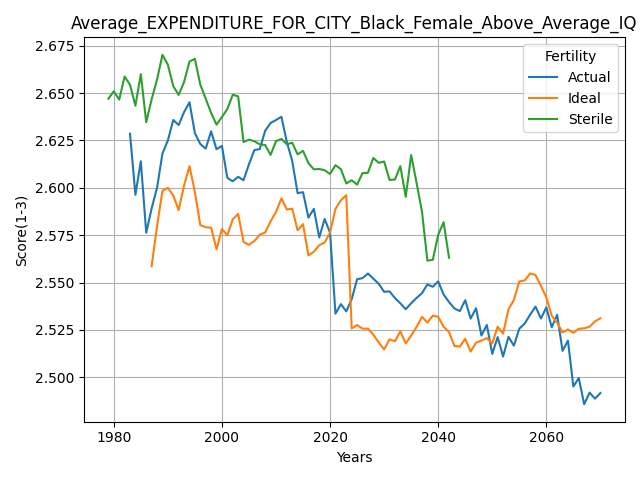 Average_EXPENDITURE_FOR_CITY_Black_Female_Above_Average_IQ
Fertility
Actual
Ideal
Sterile
Score(1-3)
2.675
2.650
2.625
2.600
2.575
2.550
2.525
2.500
1980
2000
2020
2040
2060
Years